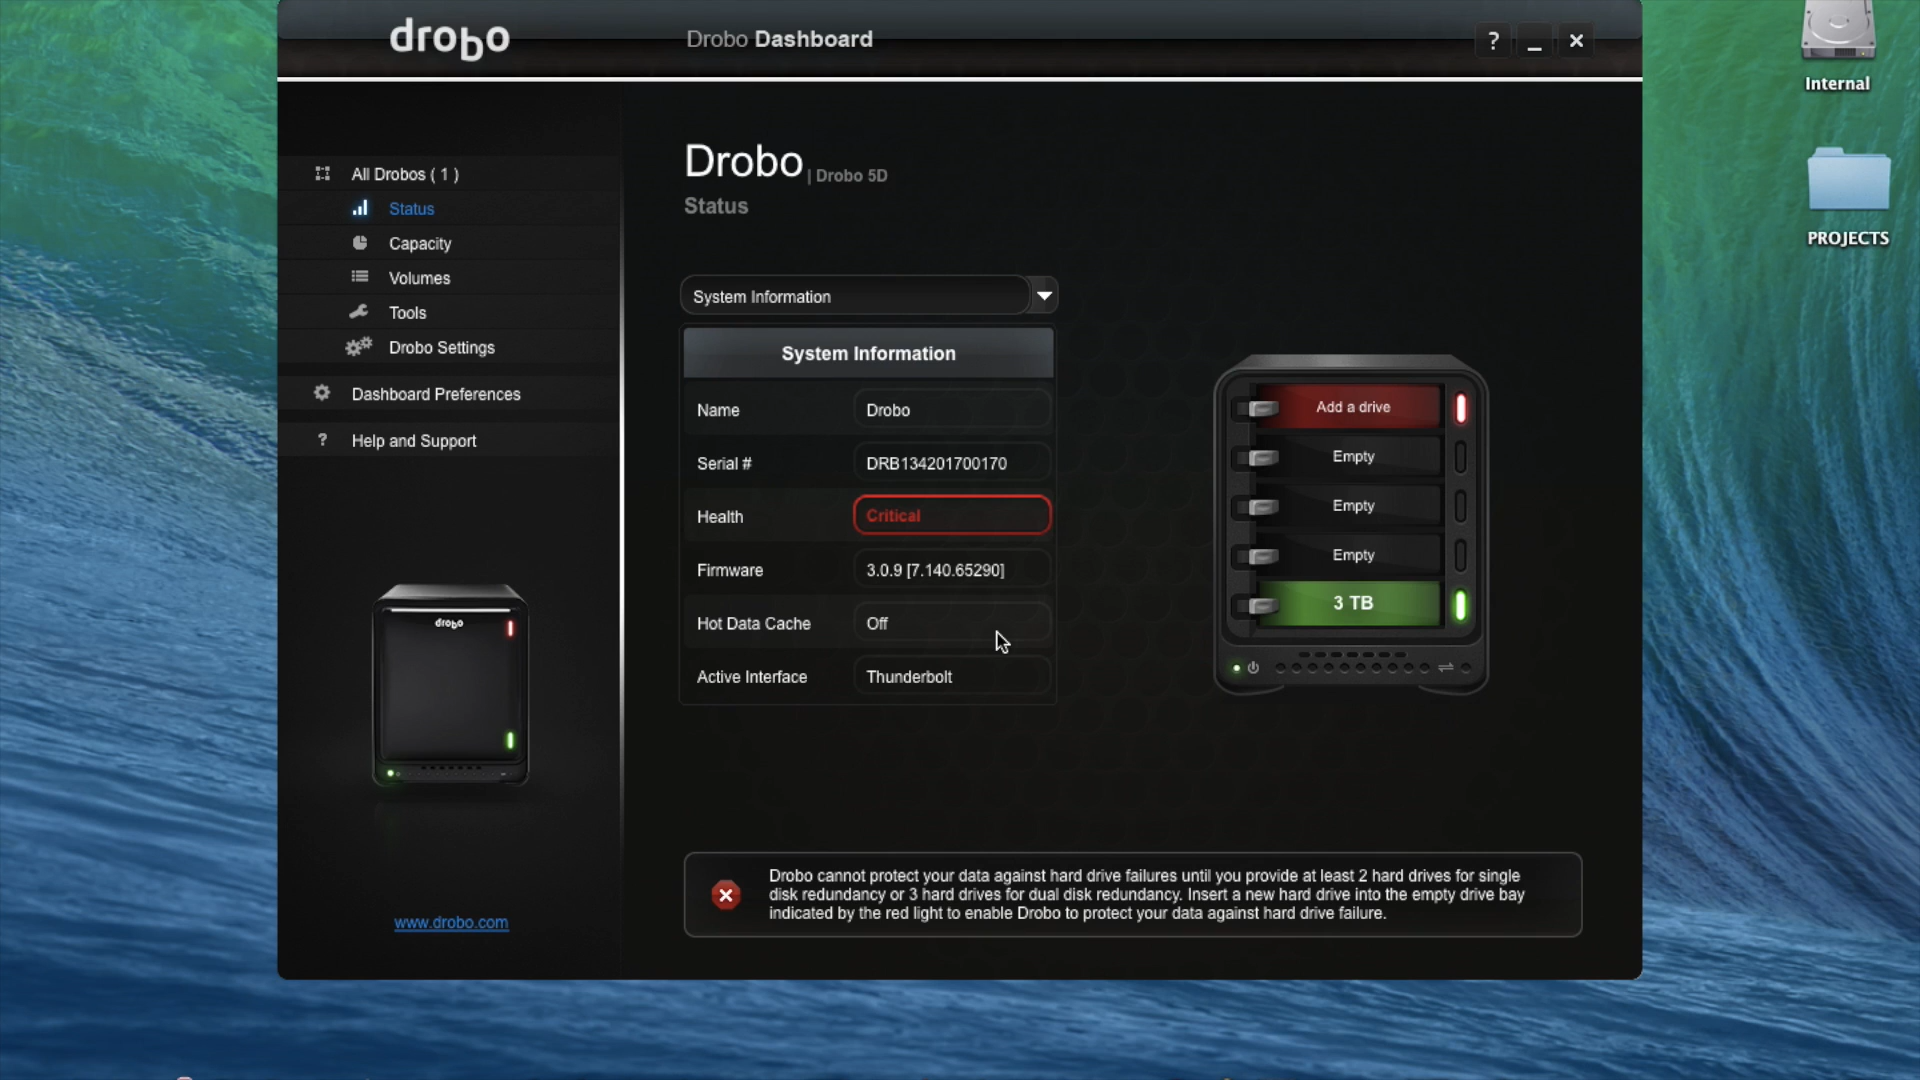 drobo
Drobo Dashboard
?
Internal
PROJECTS
All Drobos ( 1 )
Status
Capacity
Volumes
Tools
Drobo Settings
Dashboard Preferences
? Help and Support
drobo
www.drobo.com
Drobo | Drobo 5D
Status
System Information
System Information
Name Drobo
Serial # DRB134201700170
Health Critical
Firmware 3.0.9 [7.140.65290]
Hot Data Cache Off
Active Interface Thunderbolt
Add a drive
Empty
Empty
Empty
3 TB
Drobo cannot protect your data against hard drive failures until you provide at least 2 hard drives for single
disk redundancy or 3 hard drives for dual disk redundancy. Insert a new hard drive into the empty drive bay
indicated by the red light to enable Drobo to protect your data against hard drive failure.